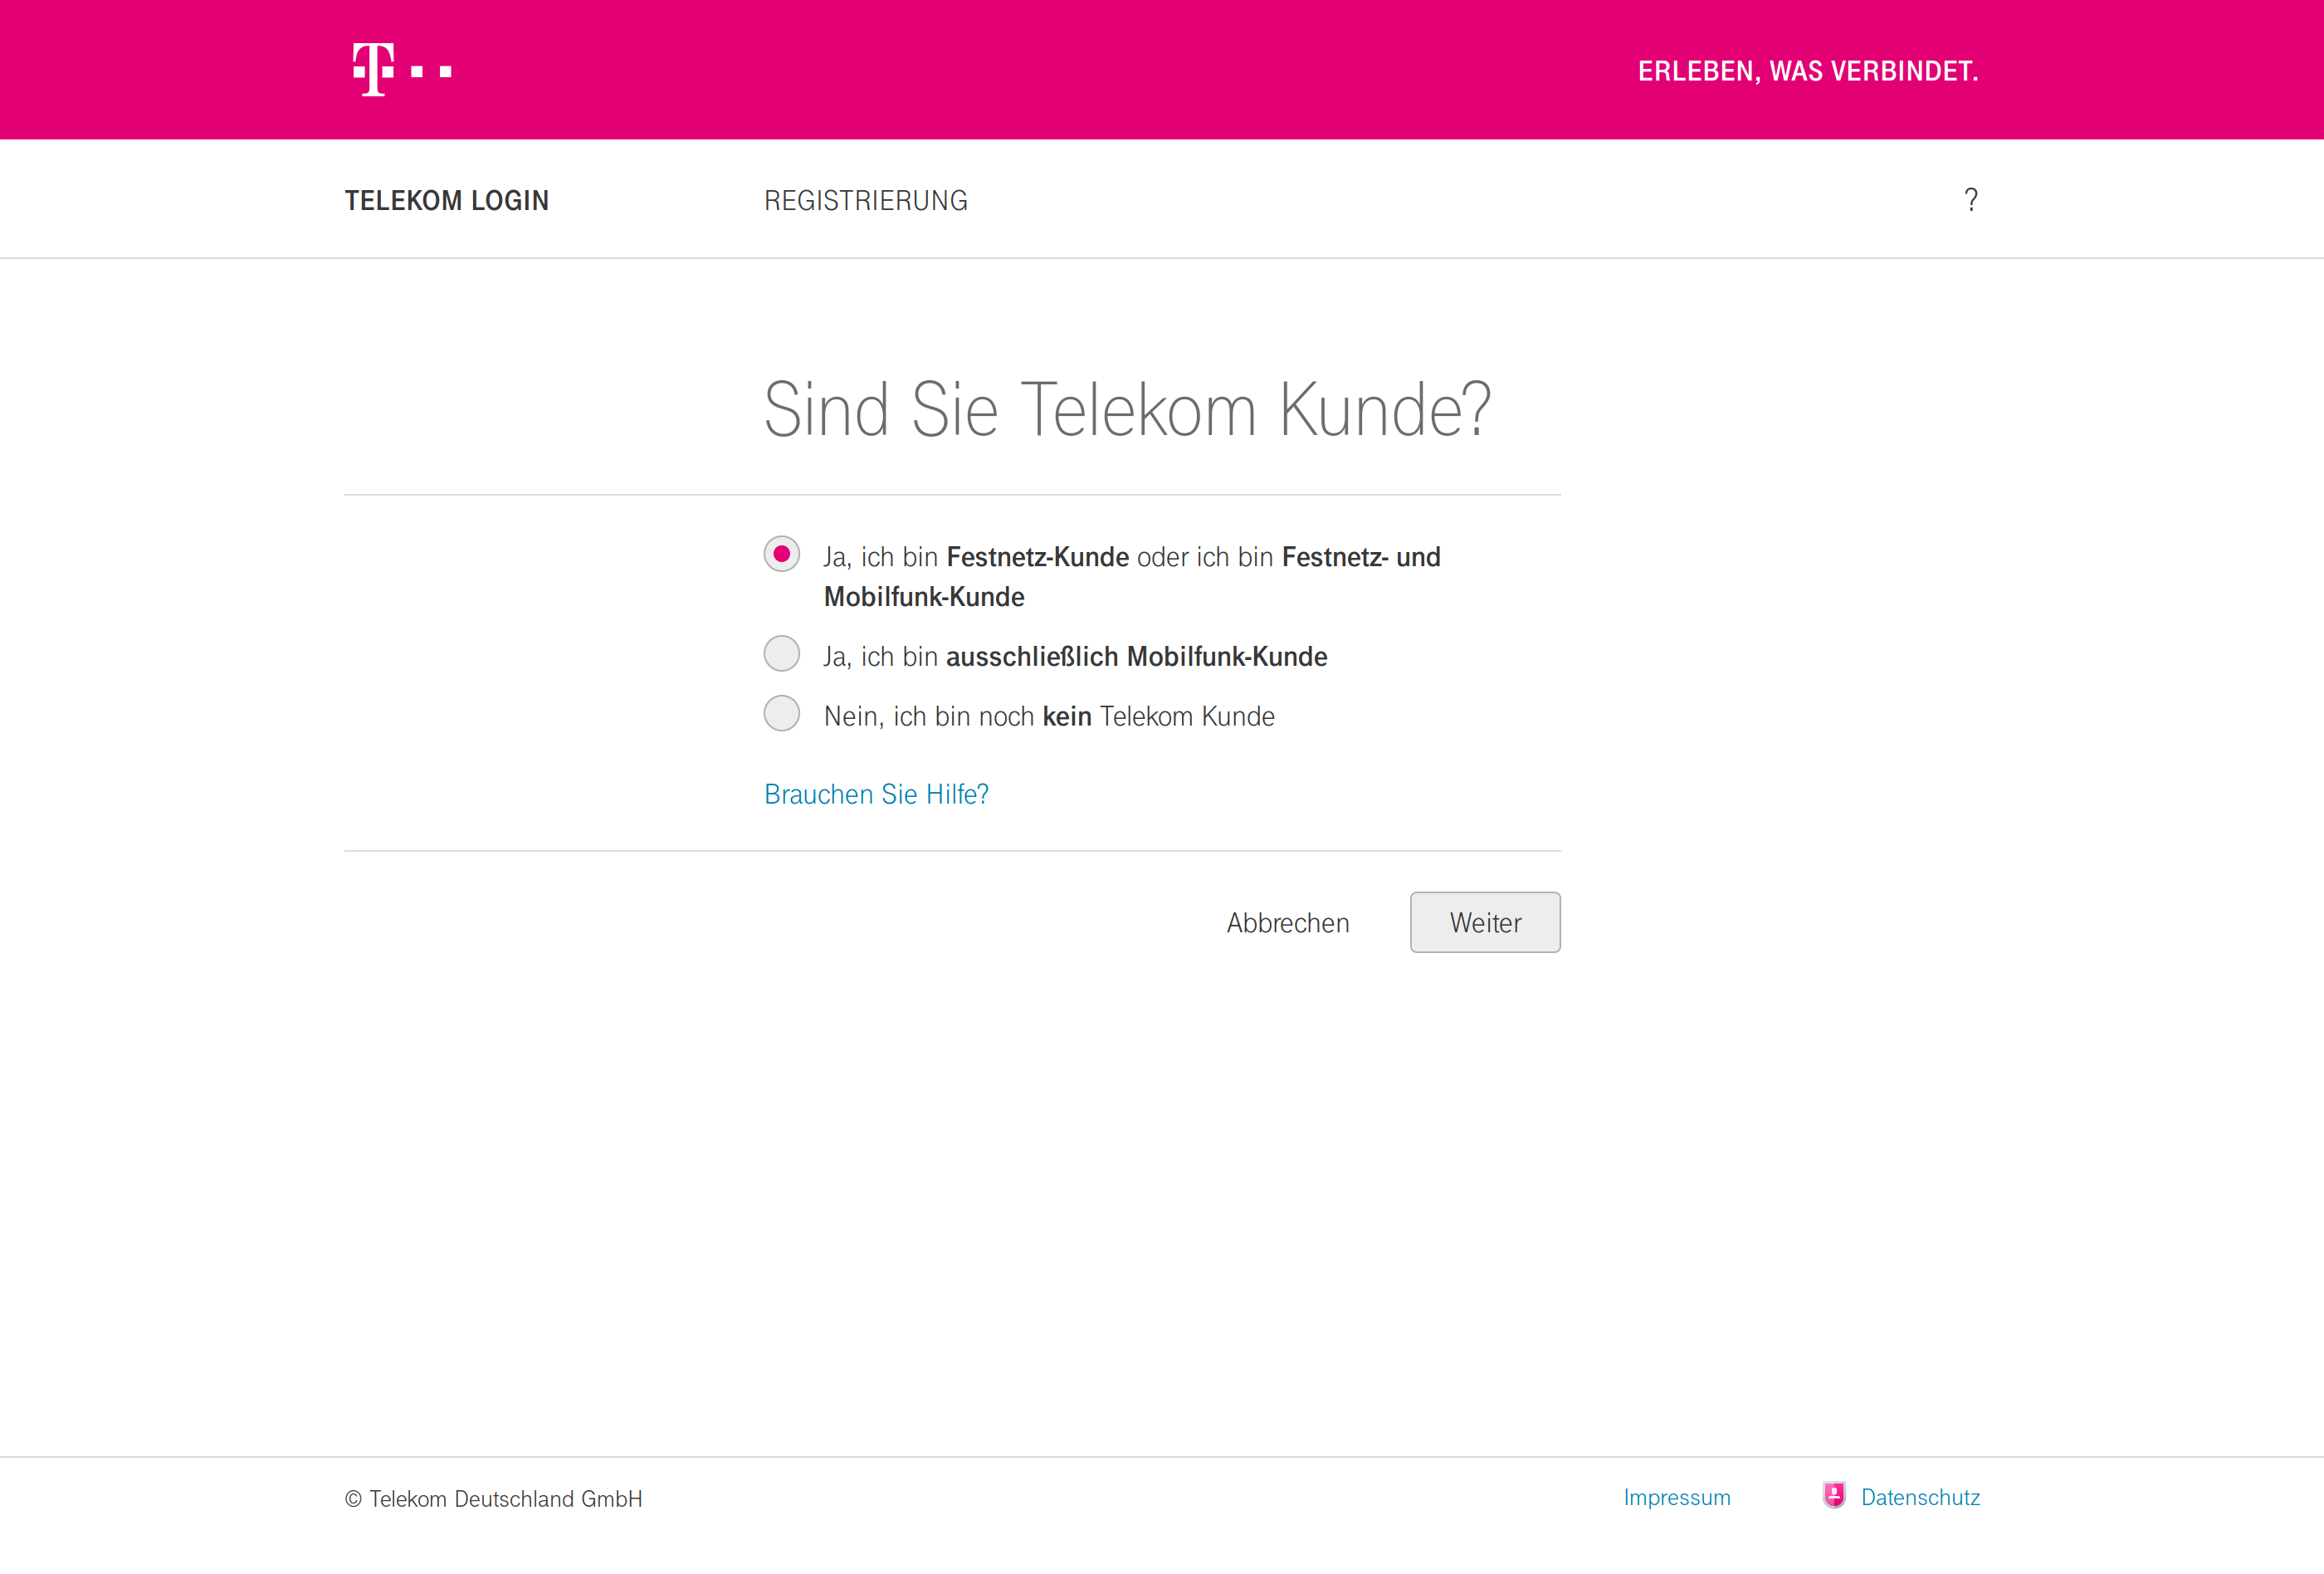 T
ERLEBEN, WAS VERBINDET.
TELEKOM LOGIN
REGISTRIERUNG
?
Sind Sie Telekom Kunde?
Ja, ich bin Festnetz-Kunde oder ich bin Festnetz- und
Mobilfunk-Kunde
Ja, ich bin ausschließlich Mobilfunk-Kunde
Nein, ich bin noch kein Telekom Kunde
Brauchen Sie Hilfe?
Abbrechen
Weiter
© Telekom Deutschland GmbH
Impressum
Datenschutz